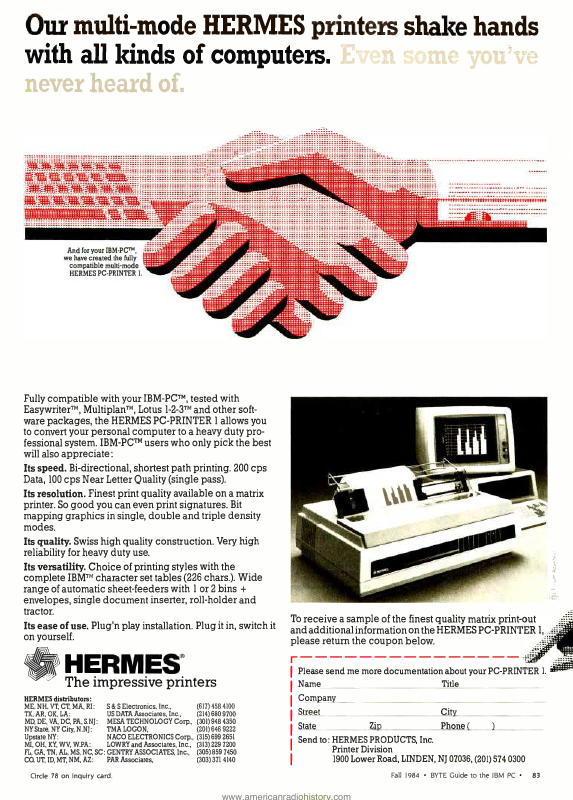 Our multi-mode HERMES printers shake hands
with all kinds of computers. Even some you've
never heard of.
And for your IBM-PC™,
we have created the fully
compatible multi-mode
HERMES PC-PRINTER 1.
Fully compatible with your IBM-PC™, tested with
Easywriter™, Multiplan™, Lotus 1-2-3™ and other soft-
ware packages, the HERMES PC-PRINTER 1 allows you
to convert your personal computer to a heavy duty pro-
fessional system. IBM-PC™ users who only pick the best
will also appreciate:
Its speed. Bi-directional, shortest path printing. 200 cps
Data, 100 cps Near Letter Quality (single pass).
Its resolution. Finest print quality available on a matrix
printer. So good you can even print signatures. Bit
mapping graphics in single, double and triple density
modes.
Its quality. Swiss high quality construction. Very high
reliability for heavy duty use.
Its versatility. Choice of printing styles with the
complete IBM™ character set tables (226 chars.). Wide
range of automatic sheet-feeders with 1 or 2 bins +
envelopes, single document inserter, roll-holder and
tractor.
Its ease of use. Plug'n play installation. Plug it in, switch it
on yourself.
HERMES®
The impressive printers
HERMES distributors:
ME, NH, VT, CT, MA, RI: S & S Electronics, Inc., (617) 458 4100
TX, AR, OK, LA: US DATA Associates, Inc., (214) 680 9700
MD, DE, VA, DC, PA, S.NJ: MESA TECHNOLOGY Corp., (301) 948 4350
NY State, NY City, N.NJ: TMA LOGON, (201) 646 9222
Upstate NY: NACO ELECTRONICS Corp., (315) 699 2651
MI, OH, KY, WV, W.PA: LOWRY and Associates, Inc., (313) 229 7200
FL, GA, TN, AL, MS, NC, SC: GENTRY ASSOCIATES, Inc., (305) 859 7450
CO, UT, ID, MT, NM, AZ: PAR Associates, (303) 371 4140
To receive a sample of the finest quality matrix print-out
and additional information on the HERMES PC-PRINTER 1,
please return the coupon below.
Please send me more documentation about your PC-PRINTER 1.
Name Title
Company
Street City
State Zip Phone ( )
Send to: HERMES PRODUCTS, Inc.
Printer Division
1900 Lower Road, LINDEN, NJ 07036, (201) 574 0300
Circle 78 on inquiry card.
Fall 1984 • BYTE Guide to the IBM PC • 83
www.americanradiohistory.com